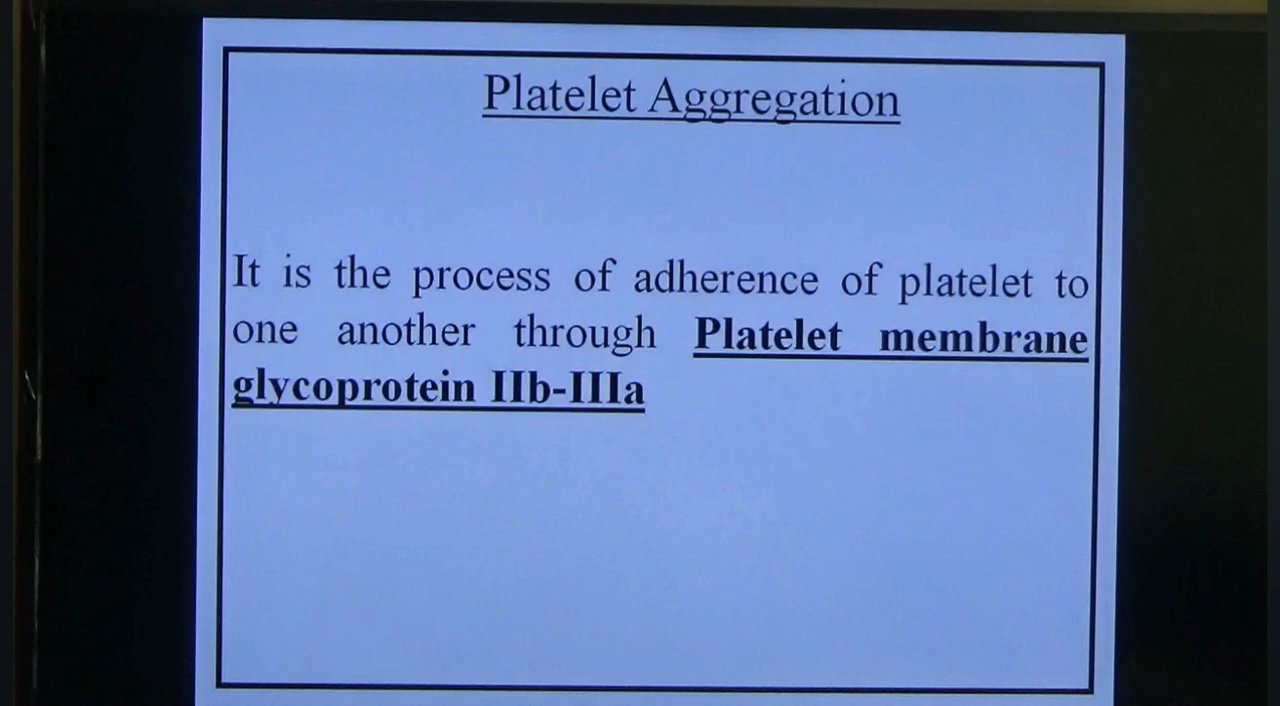 Platelet Aggregation
It is the process of adherence of platelet to
one another through Platelet membrane
glycoprotein IIb-IIIa